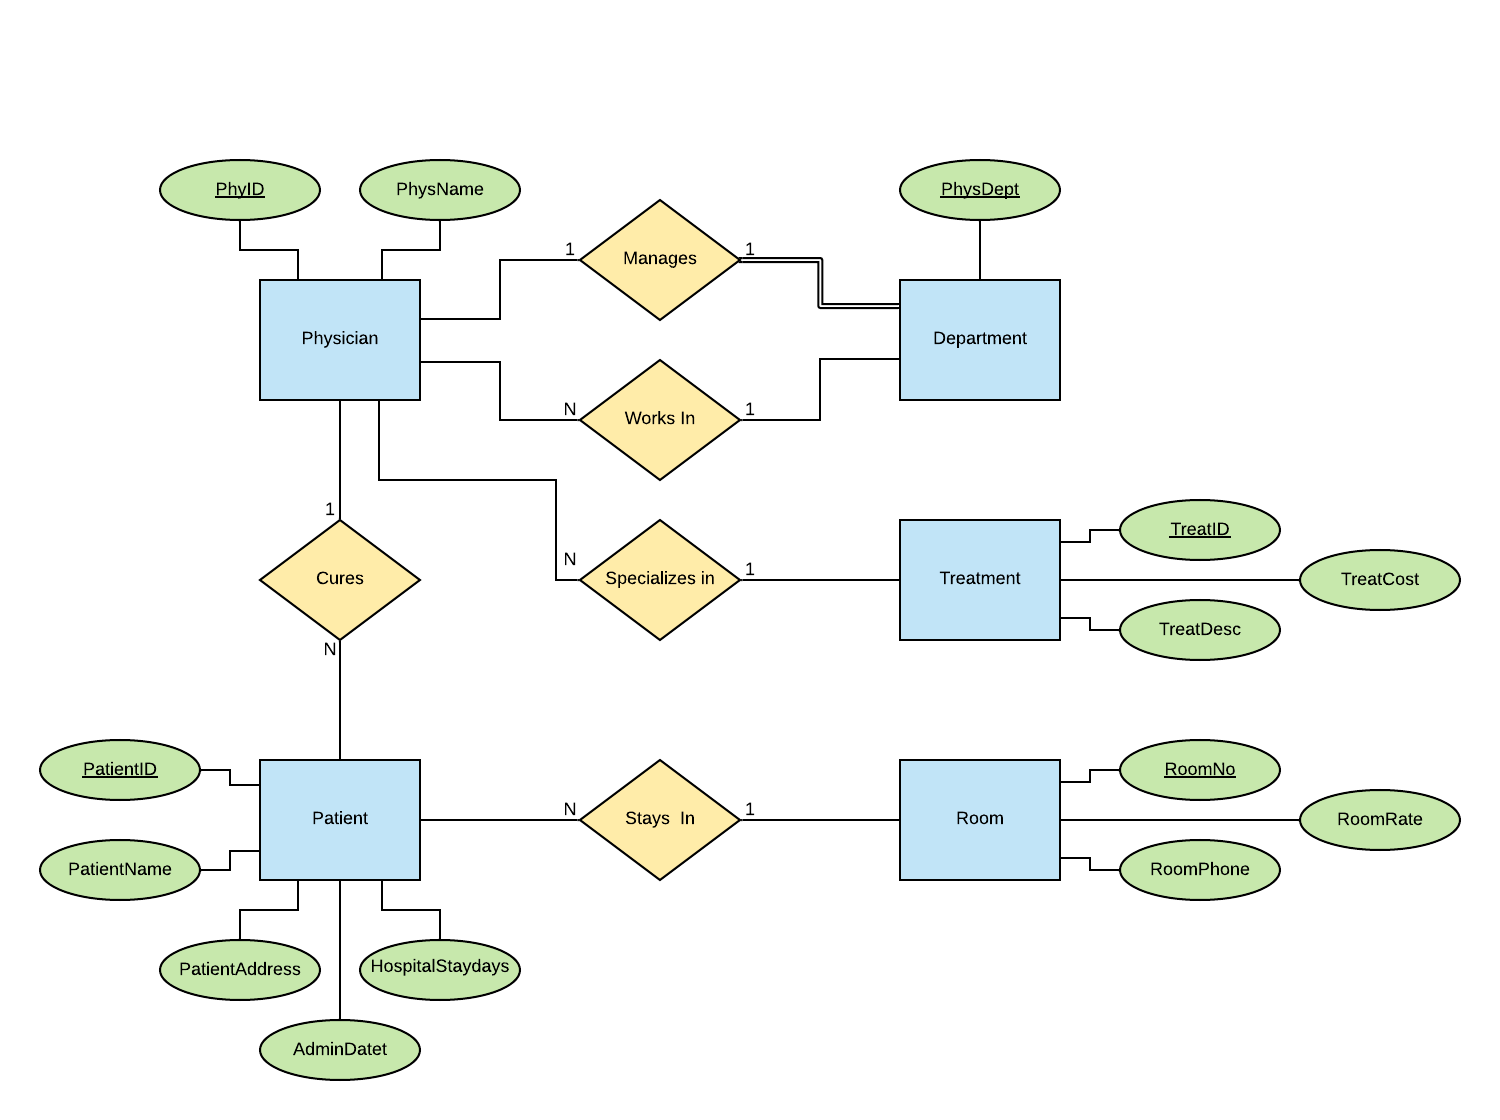 PhyID
PhysName
PhysDept
1
Manages
1
Physician
Department
N
Works In
1
1
Cures
N
N
Specializes in
1
Treatment
TreatID
TreatCost
TreatDesc
PatientID
PatientName
Patient
N
Stays  In
1
Room
RoomNo
RoomRate
RoomPhone
PatientAddress
HospitalStaydays
AdminDatet